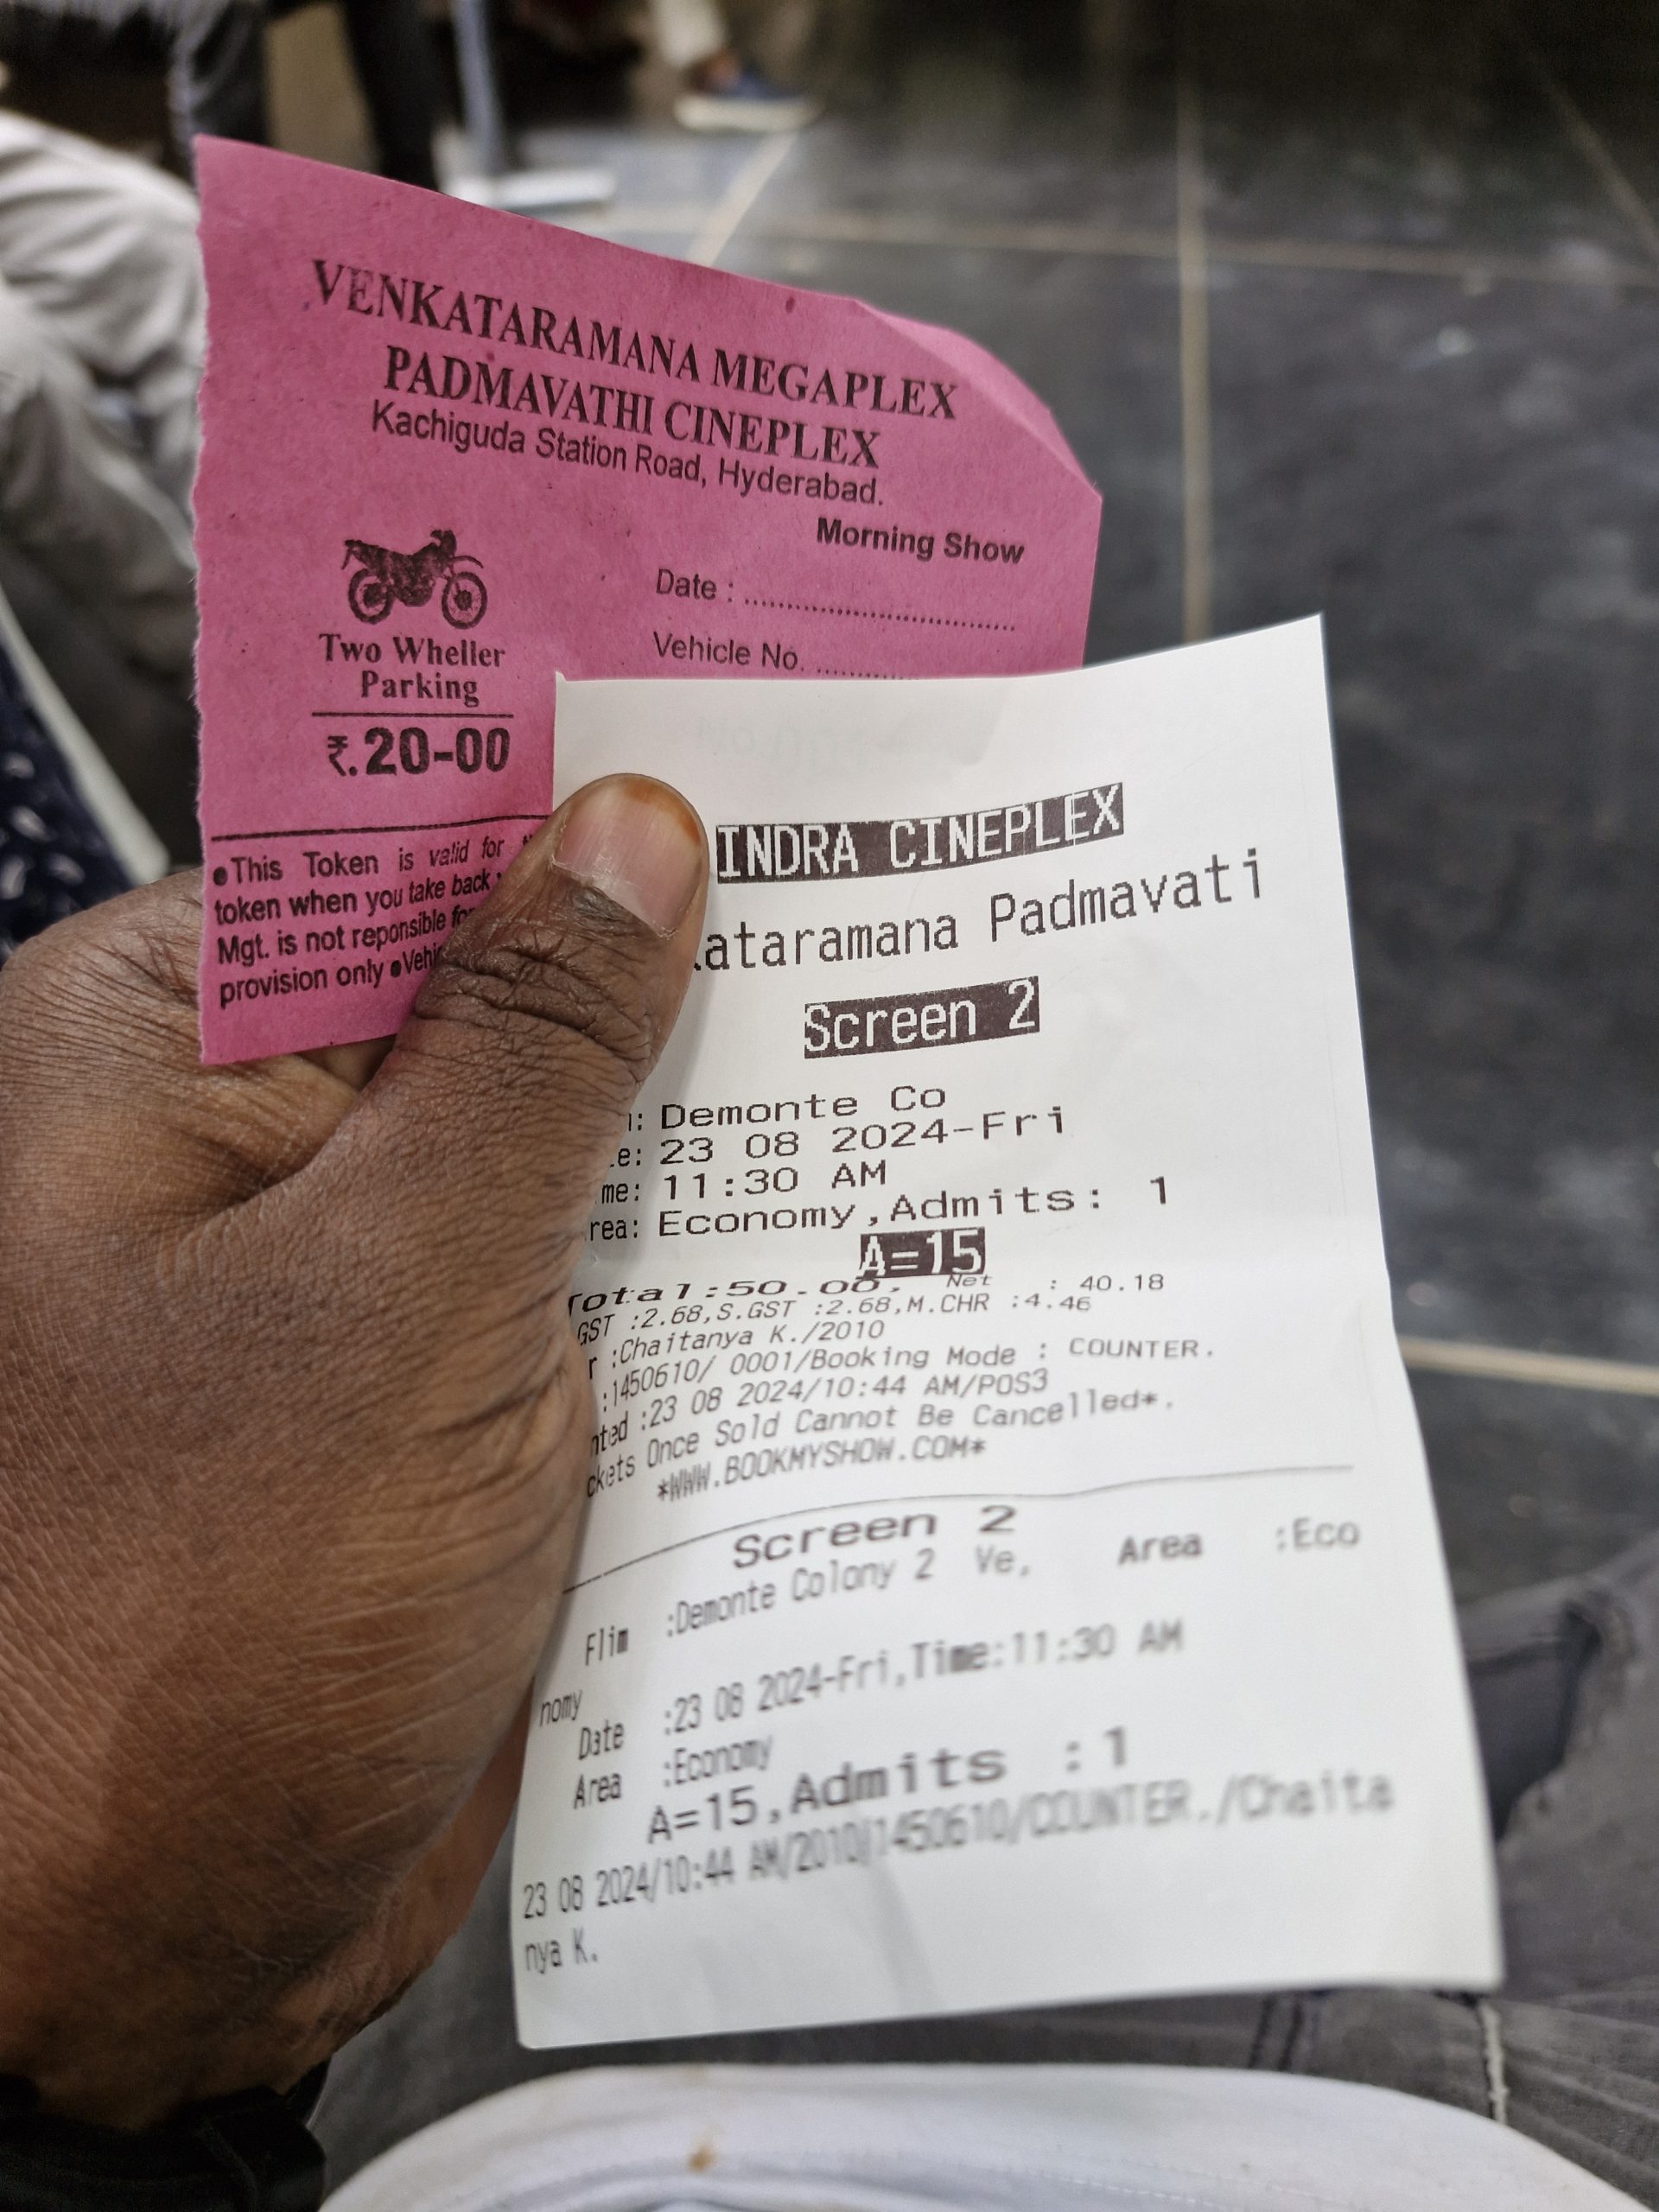 VENKATARAMANA MEGAPLEX
PADMAVATHI CINEPLEX
Kachiguda Station Road, Hyderabad.
Morning Show
Date : ........................................
Vehicle No. ............
Two Wheller
Parking
₹.20-00
●This Token is valid for
token when you take back
Mgt. is not reponsible for
provision only ●Vehi
INDRA CINEPLEX
ataramana Padmavati
Screen 2
: Demonte Co
e: 23 08 2024-Fri
me: 11:30 AM
rea: Economy,Admits: 1
A=15
Total:50.00, Net : 40.18
GST :2.68,S.GST :2.68,M.CHR :4.46
r :Chaitanya K./2010
:1450610/ 0001/Booking Mode : COUNTER.
nted :23 08 2024/10:44 AM/POS3
ckets Once Sold Cannot Be Cancelled*.
*WWW.BOOKMYSHOW.COM*
Screen 2
Flim :Demonte Colony 2 Ve, Area :Eco
nomy
Date :23 08 2024-Fri,Time:11:30 AM
Area :Economy
A=15,Admits :1
23 08 2024/10:44 AM/2010/1450610/COUNTER./Chaita
nya K.